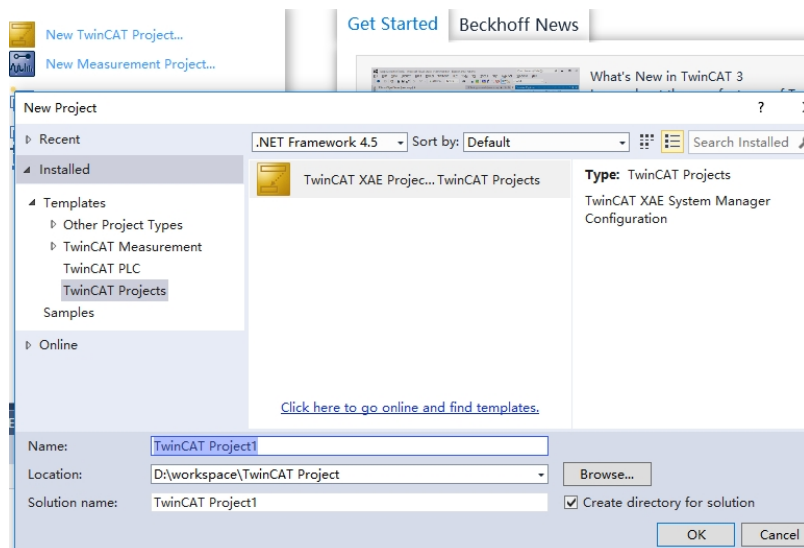 New TwinCAT Project...
New Measurement Project...
Get Started
Beckhoff News
What's New in TwinCAT 3
New Project
?
Recent
.NET Framework 4.5
Sort by: Default
Search Installed
Installed
Templates
Other Project Types
TwinCAT Measurement
TwinCAT PLC
TwinCAT Projects
Samples
Online
TwinCAT XAE Projec... TwinCAT Projects
Type: TwinCAT Projects
TwinCAT XAE System Manager
Configuration
Click here to go online and find templates.
Name: TwinCAT Project1
Location: D:\workspace\TwinCAT Project
Browse...
Solution name: TwinCAT Project1
Create directory for solution
OK
Cancel